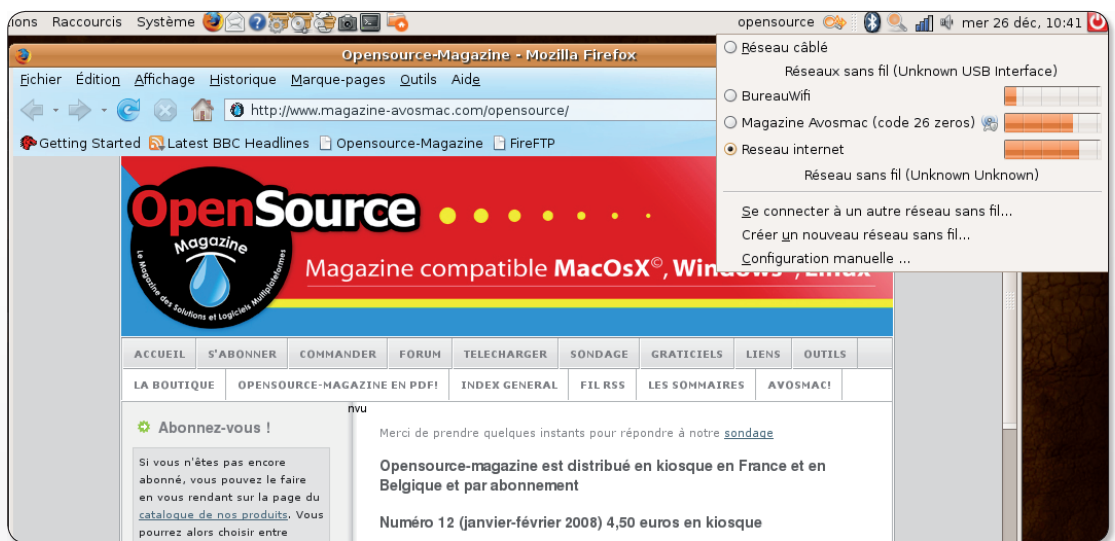 ions Raccourcis Système
opensource mer 26 déc, 10:41
Opensource-Magazine - Mozilla Firefox
Fichier Édition Affichage Historique Marque-pages Outils Aide
http://www.magazine-avosmac.com/opensource/
Getting Started Latest BBC Headlines Opensource-Magazine FireFTP
Réseau câblé
Réseaux sans fil (Unknown USB Interface)
BureauWifi
Magazine Avosmac (code 26 zeros)
Reseau internet
Réseau sans fil (Unknown Unknown)
Se connecter à un autre réseau sans fil...
Créer un nouveau réseau sans fil...
Configuration manuelle ...
OpenSource
Magazine
Le Magazine des Solutions et Logiciels Multiplateformes
Magazine compatible MacOsX©, Windows©, Linux
ACCUEIL S'ABONNER COMMANDER FORUM TELECHARGER SONDAGE GRATICIELS LIENS OUTILS
LA BOUTIQUE OPENSOURCE-MAGAZINE EN PDF! INDEX GENERAL FIL RSS LES SOMMAIRES AVOSMAC!
nvu
Abonnez-vous !
Si vous n'êtes pas encore
abonné, vous pouvez le faire
en vous rendant sur la page du
catalogue de nos produits. Vous
pourrez alors choisir entre
Merci de prendre quelques instants pour répondre à notre sondage
Opensource-magazine est distribué en kiosque en France et en
Belgique et par abonnement
Numéro 12 (janvier-février 2008) 4,50 euros en kiosque